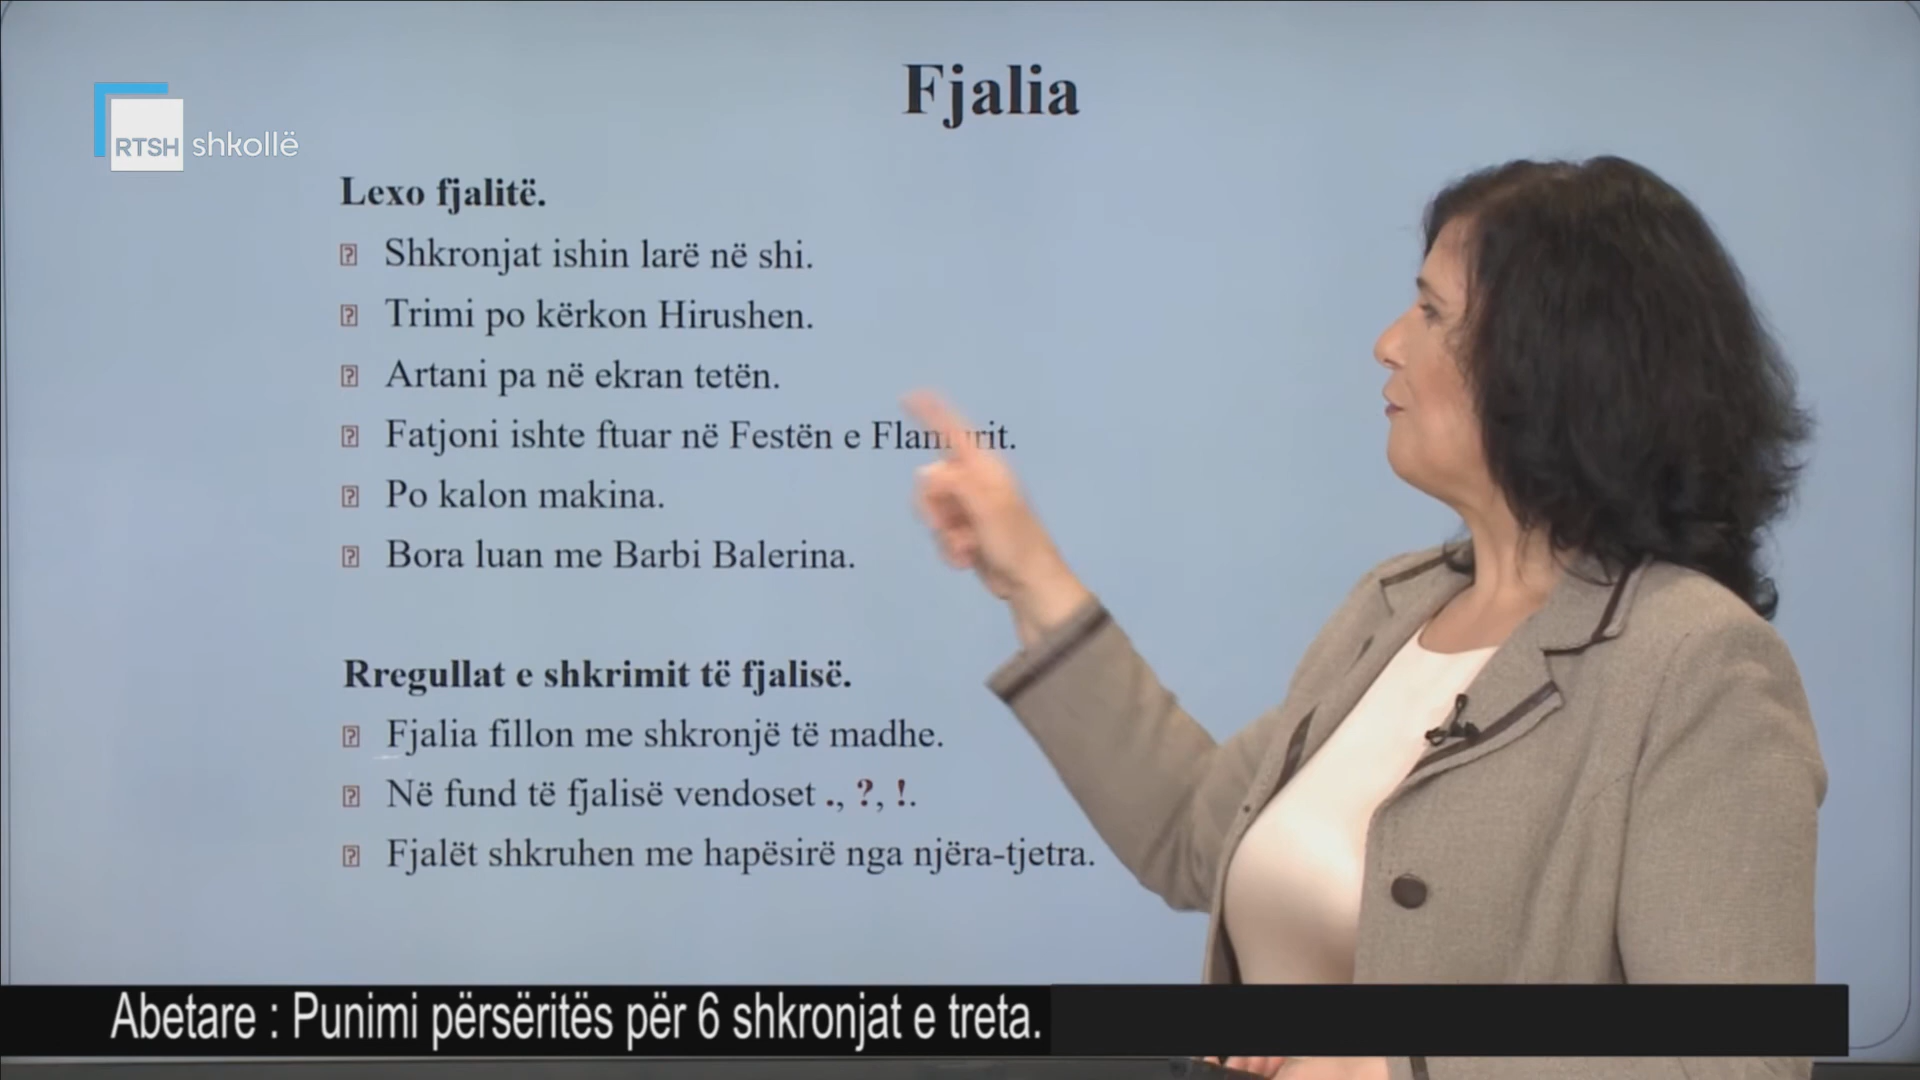 Fjalia
RTSH shkollë
Lexo fjalitë.
Shkronjat ishin larë në shi.
Trimi po kërkon Hirushen.
Artani pa në ekran tetën.
Fatjoni ishte ftuar në Festën e
Po kalon makina.
Bora luan me Barbi Balerina.
Rregullat e shkrimit të fjalisë.
Fjalia fillon me shkronjë të madhe.
Në fund të fjalisë vendoset ., ?, !.
Fjalët shkruhen me hapësirë nga njëra-tjetra.
Abetare : Punimi përsëritës për 6 shkronjat e treta.